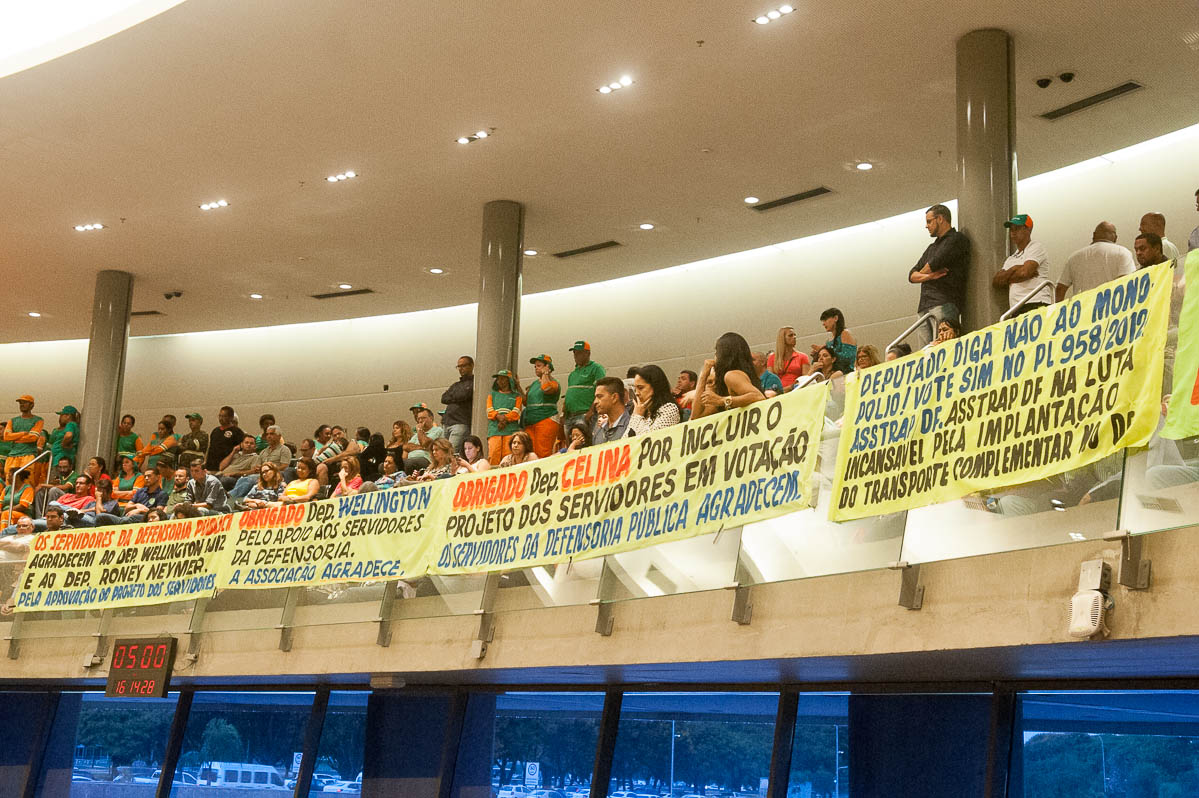 OS SERVIDORES DA DEFENSORIA PÚBLICA
AGRADECEM AO DEP. WELLINGTON LUIZ
E AO DEP. RONEY NEYMER.
PELA APROVAÇÃO DO PROJETO DOS SERVIDORES
OBRIGADO DEP. WELLINGTON
PELO APOIO AOS SERVIDORES
DA DEFENSORIA.
A ASSOCIAÇÃO AGRADECE,
OBRIGADO DEP. CELINA POR INCLUIR O
PROJETO DOS SERVIDORES EM VOTAÇÃO,
OS SERVIDORES DA DEFENSORIA PÚBLICA AGRADECEM.
DEPUTADO, DIGA NÃO AO MONO-
POLIO! VOTE SIM NO PL 958/2012,
ASSTRAP DF. ASSTRAP DF NA LUTA
INCANSÁVEL PELA IMPLANTAÇÃO
DO TRANSPORTE COMPLEMENTAR NO DF
05:00
16 14:28